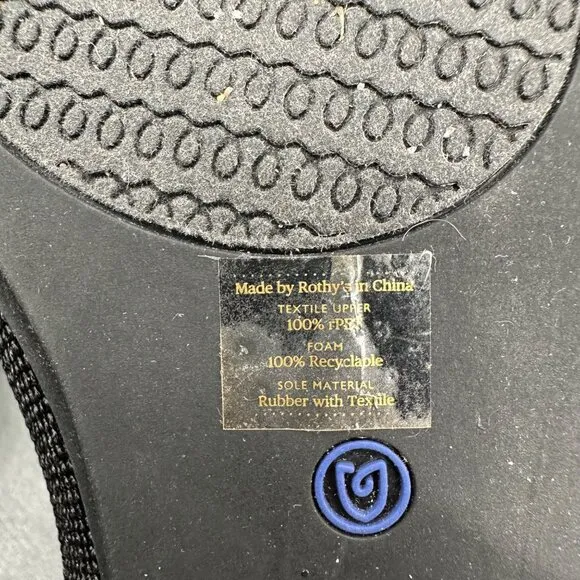 Made by Rothy's in China
TEXTILE UPPER
100% rPET
FOAM
100% Recyclable
SOLE MATERIAL
Rubber with Textile